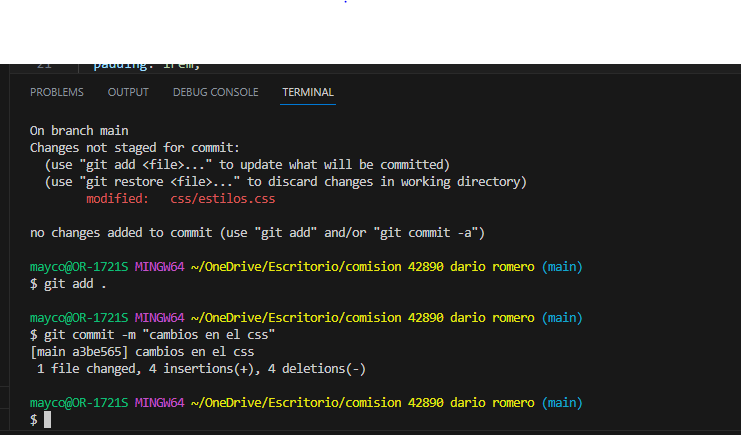 21 padding: 1rem;
PROBLEMS OUTPUT DEBUG CONSOLE TERMINAL
On branch main
Changes not staged for commit:
  (use "git add <file>..." to update what will be committed)
  (use "git restore <file>..." to discard changes in working directory)
        modified:   css/estilos.css

no changes added to commit (use "git add" and/or "git commit -a")

mayco@OR-1721S MINGW64 ~/OneDrive/Escritorio/comision 42890 dario romero (main)
$ git add .

mayco@OR-1721S MINGW64 ~/OneDrive/Escritorio/comision 42890 dario romero (main)
$ git commit -m "cambios en el css"
[main a3be565] cambios en el css
 1 file changed, 4 insertions(+), 4 deletions(-)

mayco@OR-1721S MINGW64 ~/OneDrive/Escritorio/comision 42890 dario romero (main)
$